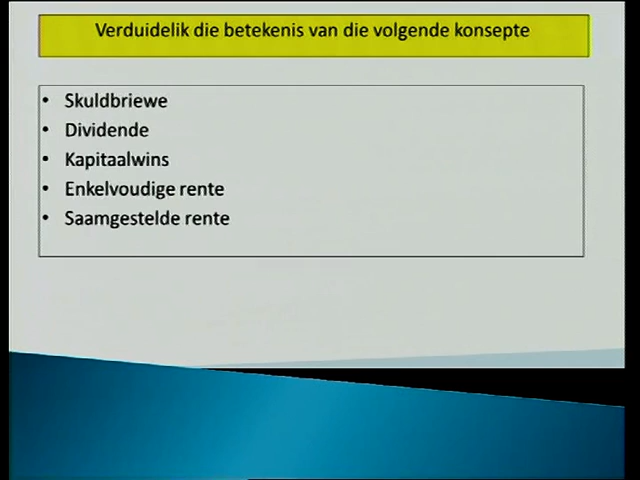 Verduidelik die betekenis van die volgende konsepte
• Skuldbriewe
• Dividende
• Kapitaalwins
• Enkelvoudige rente
• Saamgestelde rente